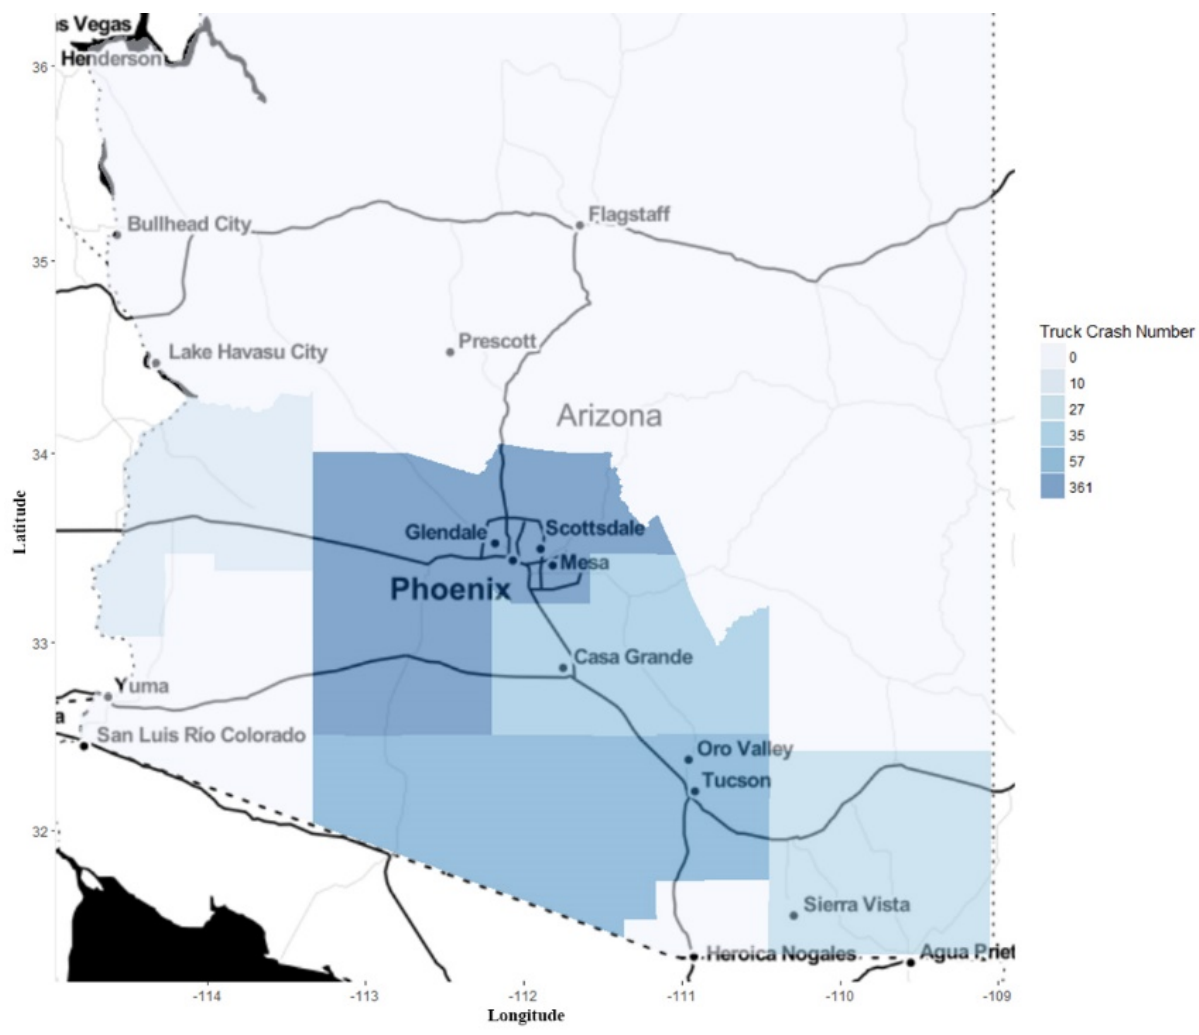 s Vegas
Henderson
36
Bullhead City
Flagstaff
35
Lake Havasu City
Prescott
Arizona
34
Glendale
Scottsdale
Mesa
Phoenix
33
Casa Grande
Yuma
a
San Luis Río Colorado
Oro Valley
Tucson
32
Sierra Vista
Heroica Nogales
Agua Priet
-114
-113
-112
-111
-110
-109
Longitude
Latitude
Truck Crash Number
0
10
27
35
57
361